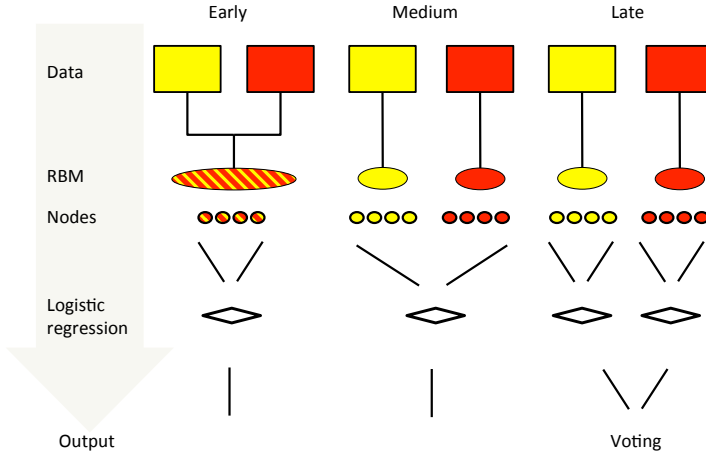 Early
Medium
Late
Data
RBM
Nodes
Logistic
regression
Output
Voting